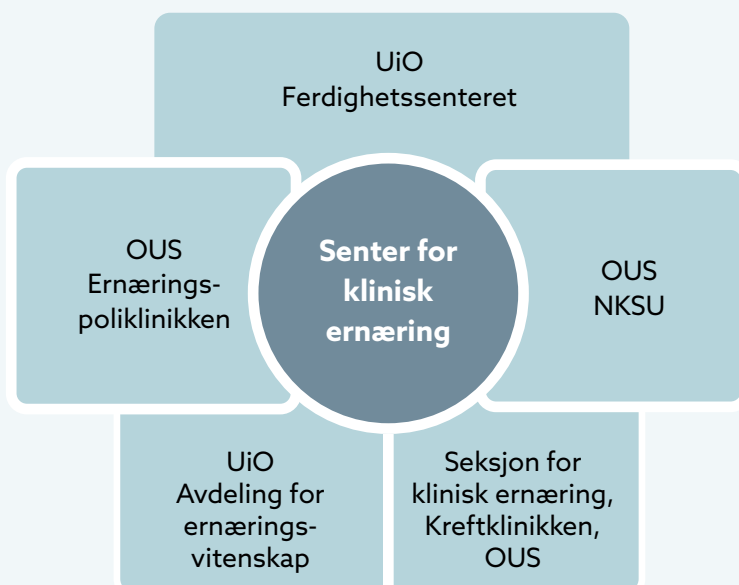 UiO
Ferdighetssenteret
OUS
Ernærings-
poliklinikken
Senter for
klinisk
ernæring
OUS
NKSU
UiO
Avdeling for
ernærings-
vitenskap
Seksjon for
klinisk ernæring,
Kreftklinikken,
OUS